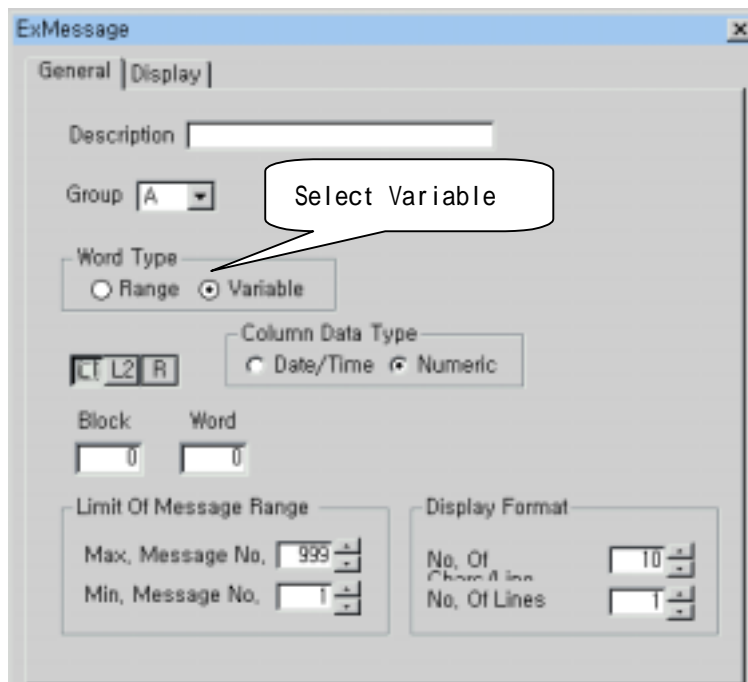 ExMessage
General Display
Description
Group A
Select Variable
Word Type
Range Variable
Column Data Type
L2 R Date/Time Numeric
Block Word
0 0
Limit Of Message Range Display Format
Max, Message No, 999 No, Of 10
Chars/Line
Min, Message No, 1 No, Of Lines 1